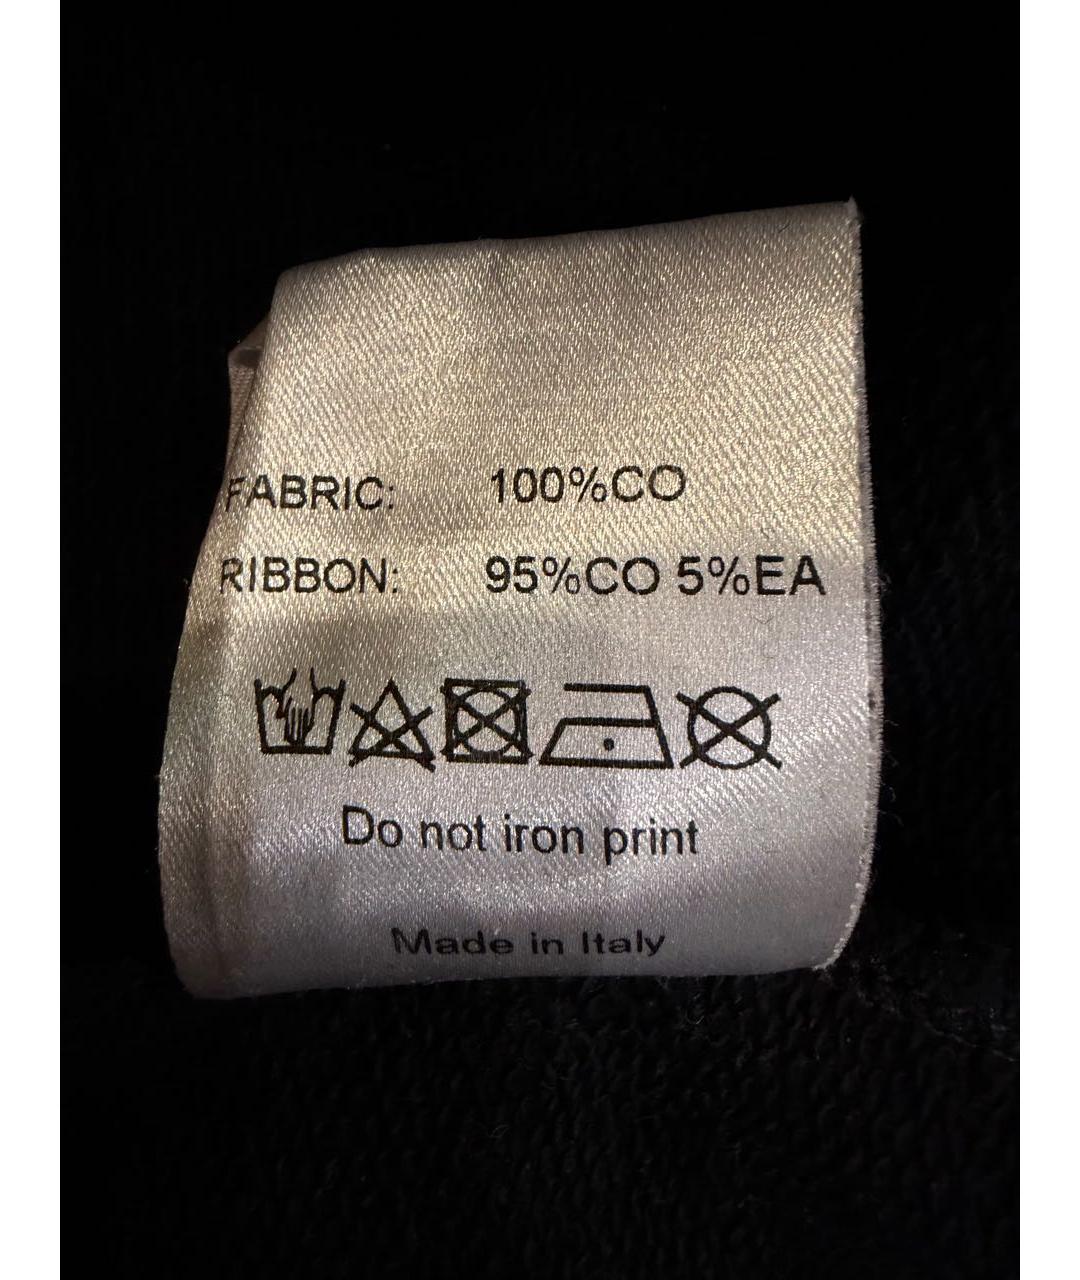 FABRIC: 100%CO
RIBBON: 95%CO 5%EA
Do not iron print
Made in Italy